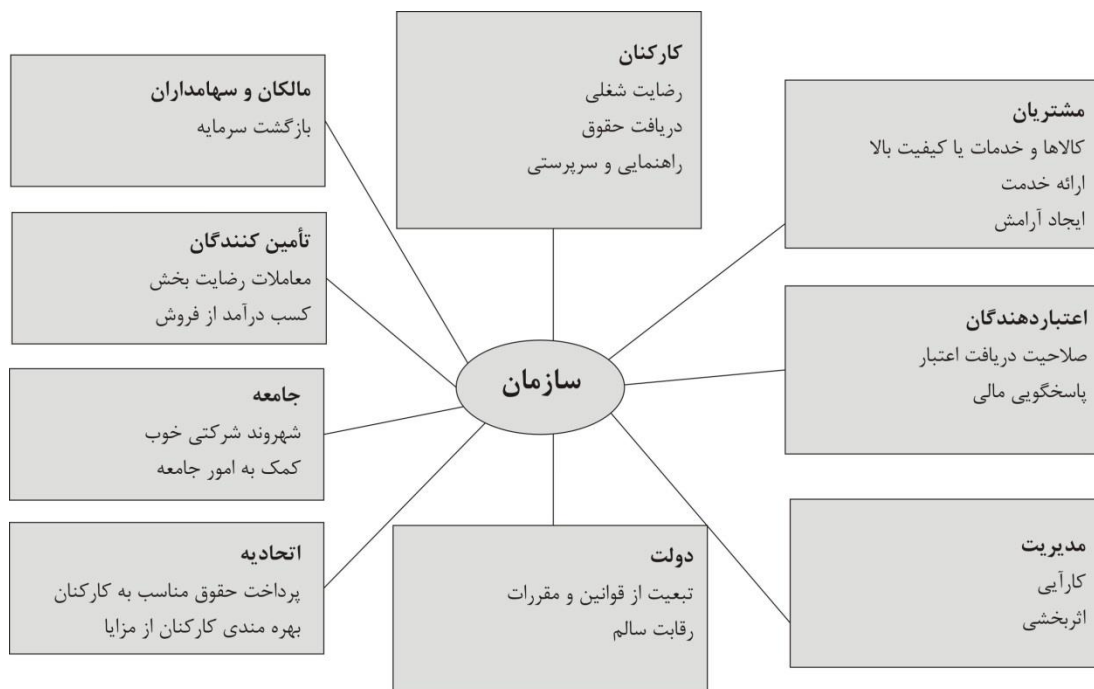 کارکنان
رضایت شغلی
دریافت حقوق
راهنمایی و سرپرستی
مشتریان
کالاها و خدمات یا کیفیت بالا
ارائه خدمت
ایجاد آرامش
مالکان و سهامداران
بازگشت سرمایه
اعتباردهندگان
صلاحیت دریافت اعتبار
پاسخگویی مالی
تأمین کنندگان
معاملات رضایت بخش
کسب درآمد از فروش
سازمان
جامعه
شهروند شرکتی خوب
کمک به امور جامعه
مدیریت
کارآیی
اثربخشی
دولت
تبعیت از قوانین و مقررات
رقابت سالم
اتحادیه
پرداخت حقوق مناسب به کارکنان
بهره مندی کارکنان از مزایا